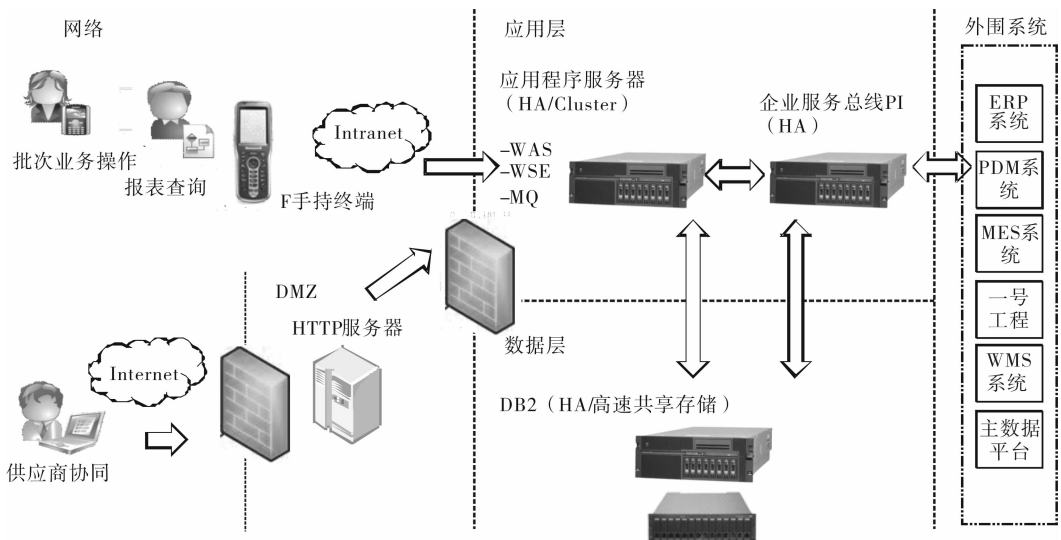 网络
应用层
外围系统
应用程序服务器
（HA/Cluster）
企业服务总线PI
（HA）
Intranet
-WAS
-WSE
-MQ
批次业务操作
报表查询
F手持终端
ERP
系统
PDM系
统
MES系
统
一号
工程
WMS
系统
主数据
平台
DMZ
HTTP服务器
数据层
Internet
供应商协同
DB2（HA/高速共享存储）